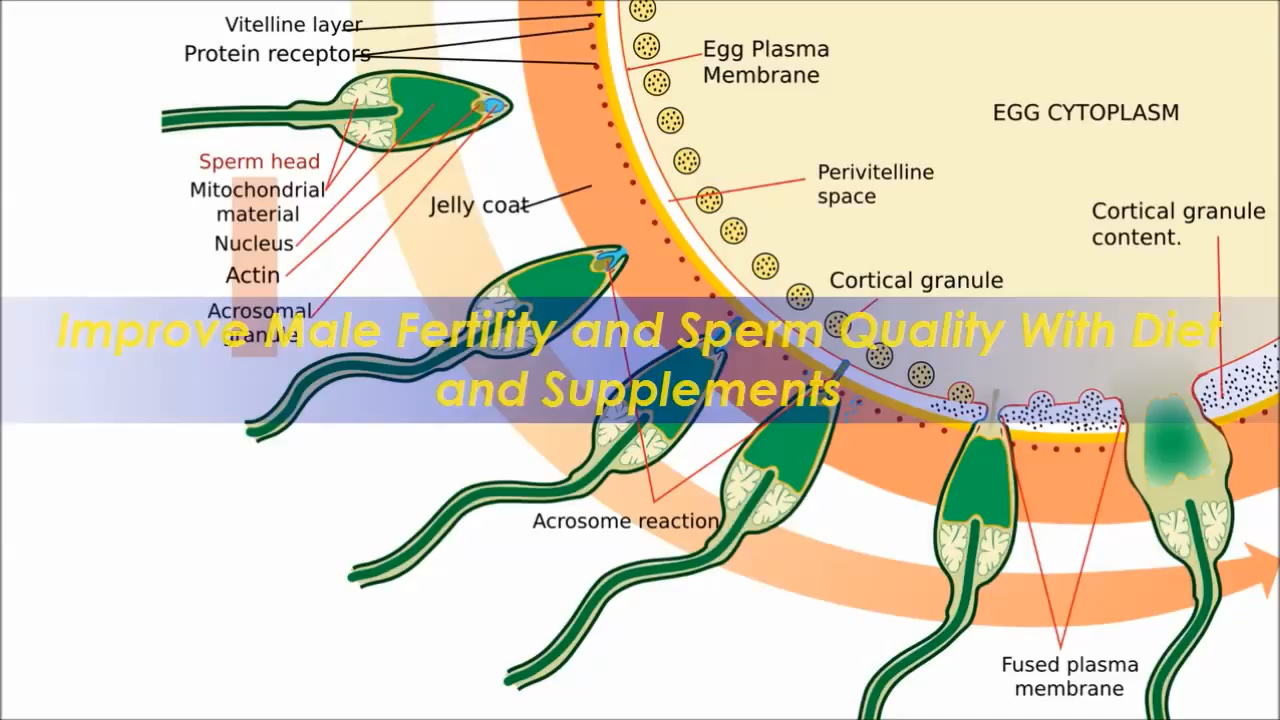 Vitelline layer
Protein receptors
Egg Plasma
Membrane
EGG CYTOPLASM
Sperm head
Mitochondrial
material
Nucleus
Actin
Acrosomal
granule
Jelly coat
Perivitelline
space
Cortical granule
content.
Cortical granule
Improve Male Fertility and Sperm Quality With Diet
and Supplements
Acrosome reaction
Fused plasma
membrane